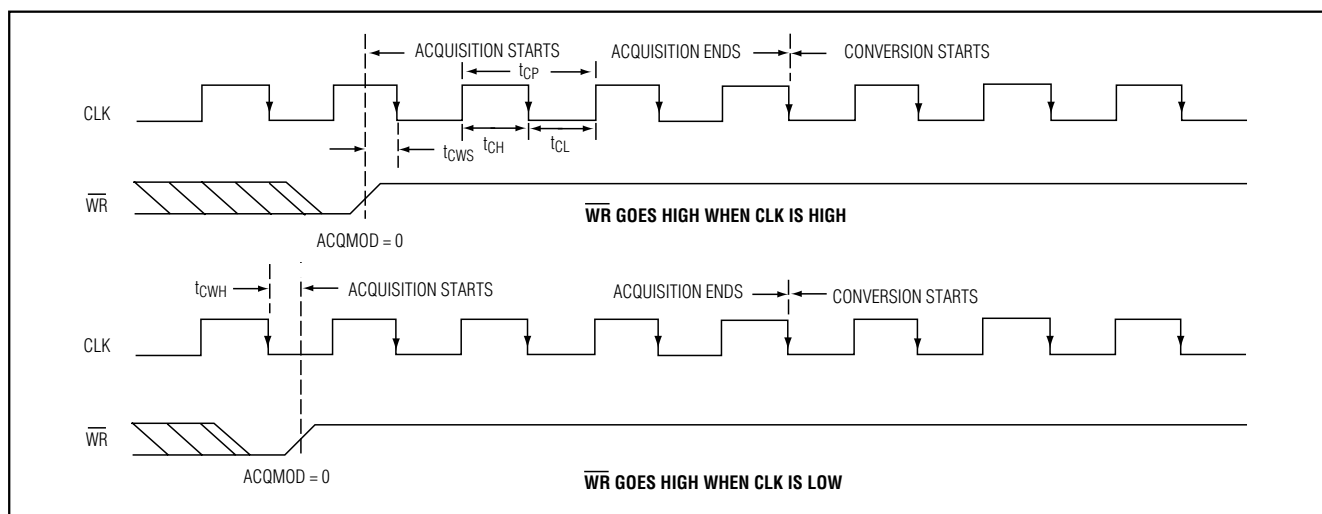 ACQUISITION STARTS
ACQUISITION ENDS
CONVERSION STARTS
tCP
CLK
tCWS
tCH
tCL
WR
WR GOES HIGH WHEN CLK IS HIGH
ACQMOD = 0
tCWH
ACQUISITION STARTS
ACQUISITION ENDS
CONVERSION STARTS
CLK
WR
ACQMOD = 0
WR GOES HIGH WHEN CLK IS LOW